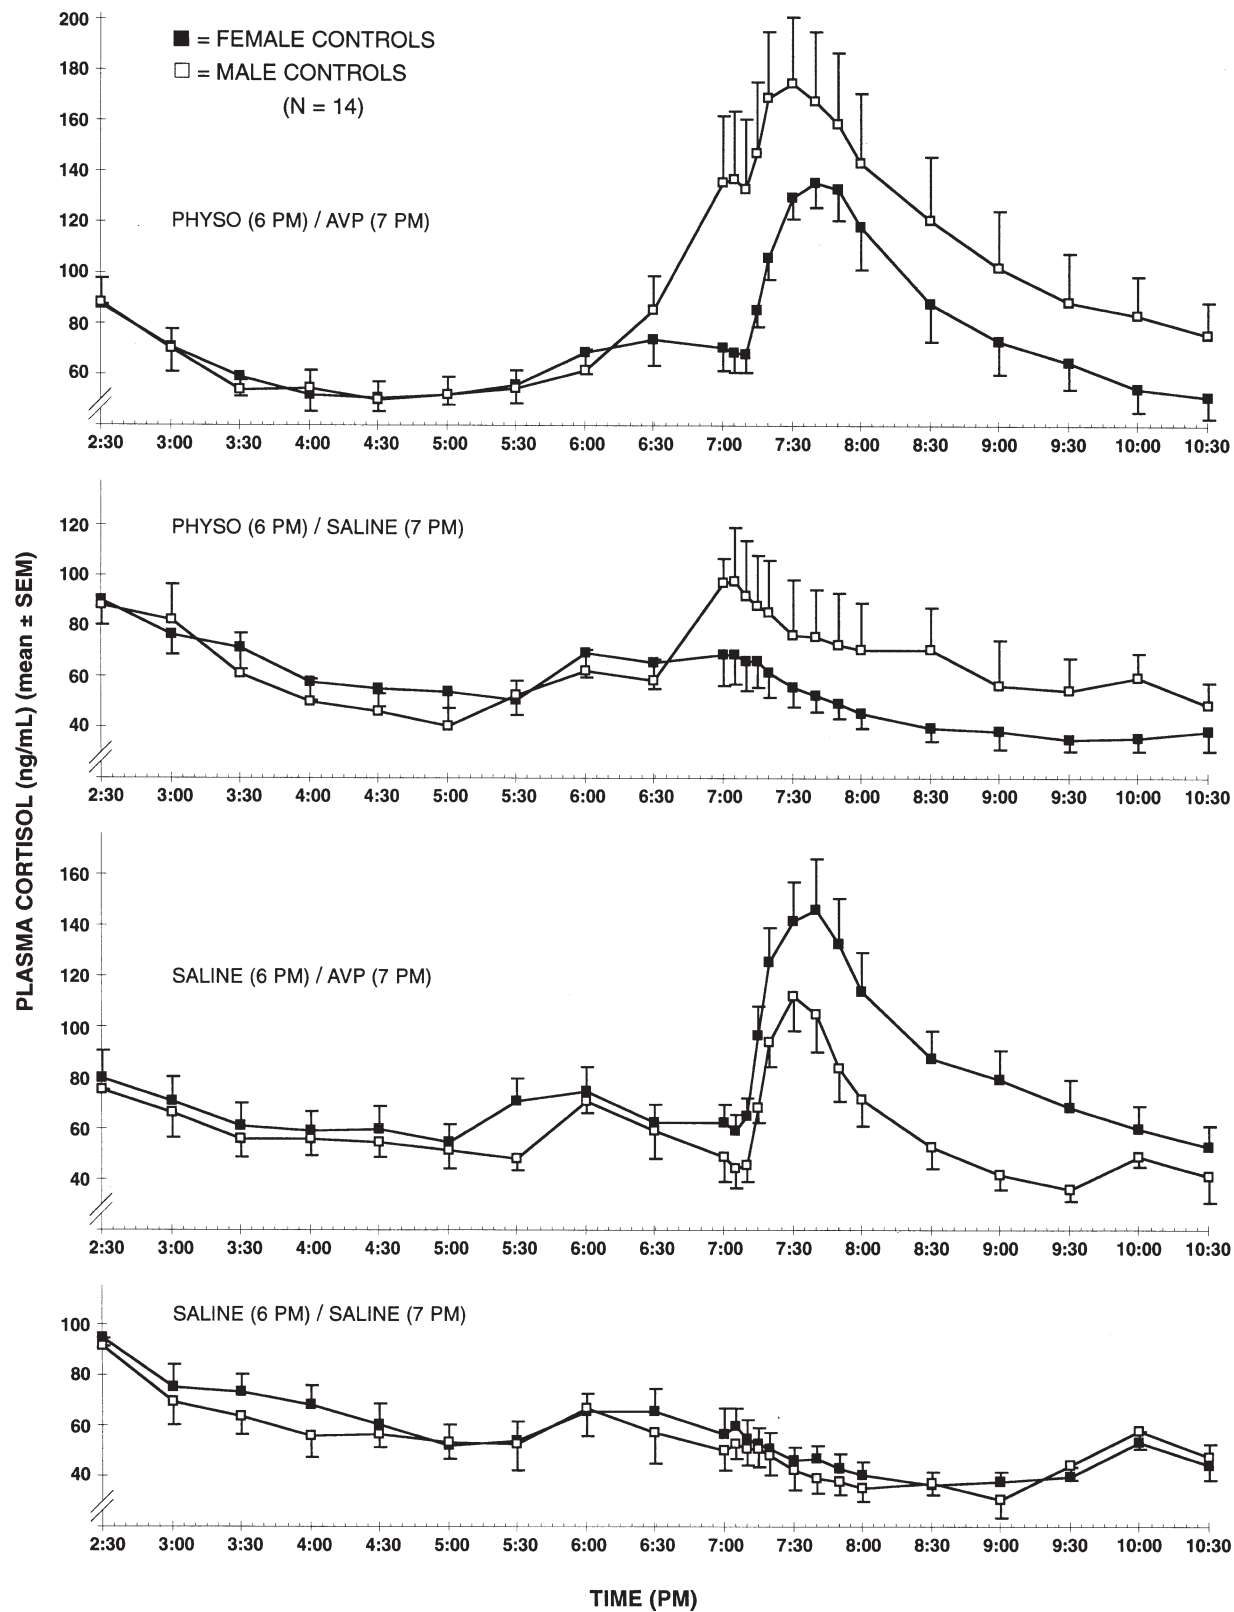 200
■ = FEMALE CONTROLS
180
□ = MALE CONTROLS
(N = 14)
160
140
120
PHYSO (6 PM) / AVP (7 PM)
100
80
60
2:30 3:00 3:30 4:00 4:30 5:00 5:30 6:00 6:30 7:00 7:30 8:00 8:30 9:00 9:30 10:00 10:30
120
PHYSO (6 PM) / SALINE (7 PM)
100
80
60
40
2:30 3:00 3:30 4:00 4:30 5:00 5:30 6:00 6:30 7:00 7:30 8:00 8:30 9:00 9:30 10:00 10:30
PLASMA CORTISOL (ng/mL) (mean ± SEM)
160
140
120
SALINE (6 PM) / AVP (7 PM)
100
80
60
40
2:30 3:00 3:30 4:00 4:30 5:00 5:30 6:00 6:30 7:00 7:30 8:00 8:30 9:00 9:30 10:00 10:30
SALINE (6 PM) / SALINE (7 PM)
100
80
60
40
2:30 3:00 3:30 4:00 4:30 5:00 5:30 6:00 6:30 7:00 7:30 8:00 8:30 9:00 9:30 10:00 10:30
TIME (PM)